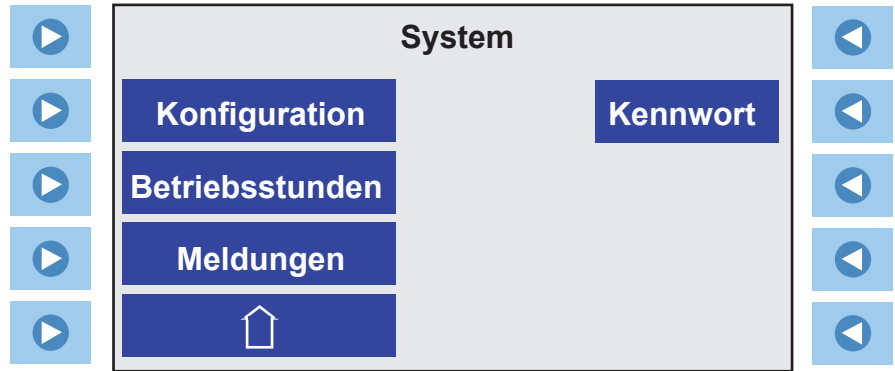 System
Konfiguration
Kennwort
Betriebsstunden
Meldungen